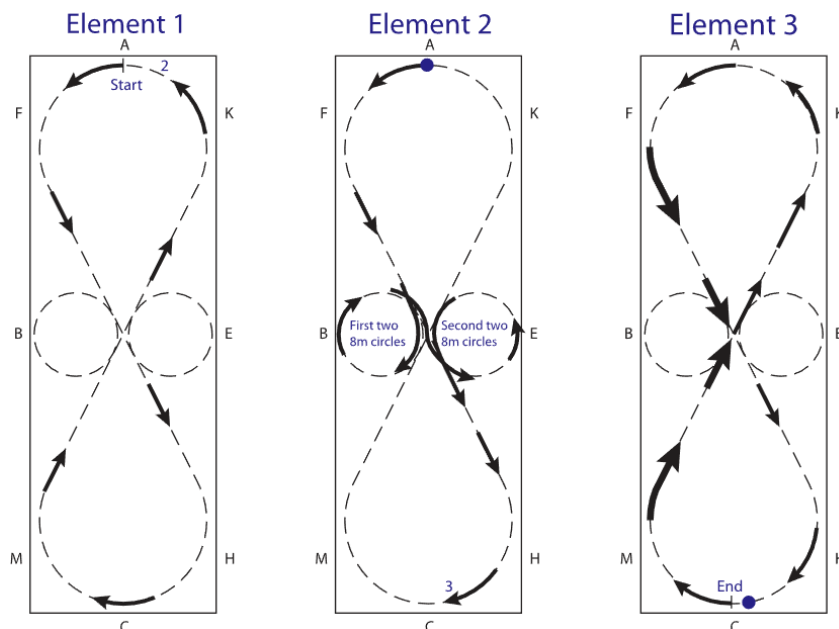 Element 1
A
2
Start
F
K
B
E
M
H
C
Element 2
A
F
K
B
First two
8m circles
Second two
8m circles
E
M
H
3
C
Element 3
A
F
K
B
E
M
H
End
C